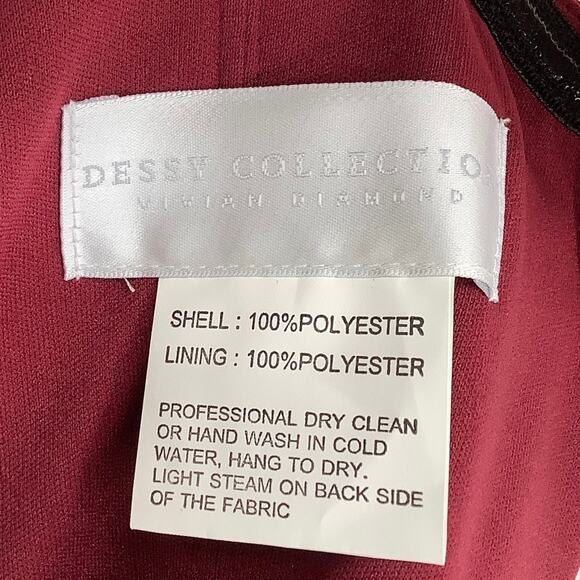 DESSY COLLECTION
VIVIAN DIAMOND
SHELL : 100%POLYESTER
LINING : 100%POLYESTER
PROFESSIONAL DRY CLEAN
OR HAND WASH IN COLD
WATER, HANG TO DRY.
LIGHT STEAM ON BACK SIDE
OF THE FABRIC